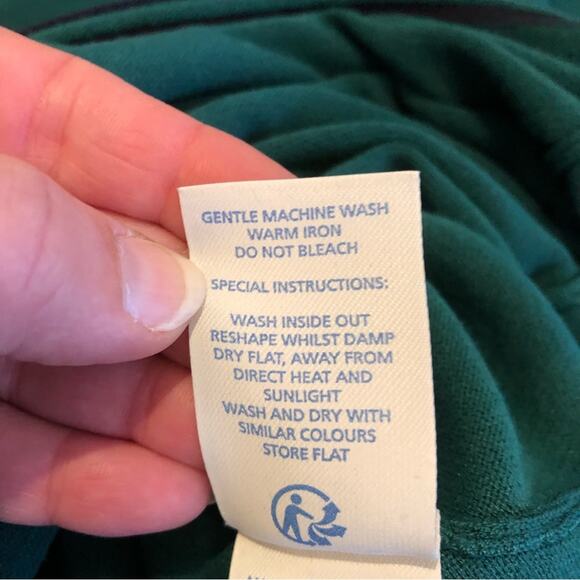 GENTLE MACHINE WASH
WARM IRON
DO NOT BLEACH
SPECIAL INSTRUCTIONS:
WASH INSIDE OUT
RESHAPE WHILST DAMP
DRY FLAT, AWAY FROM
DIRECT HEAT AND
SUNLIGHT
WASH AND DRY WITH
SIMILAR COLOURS
STORE FLAT